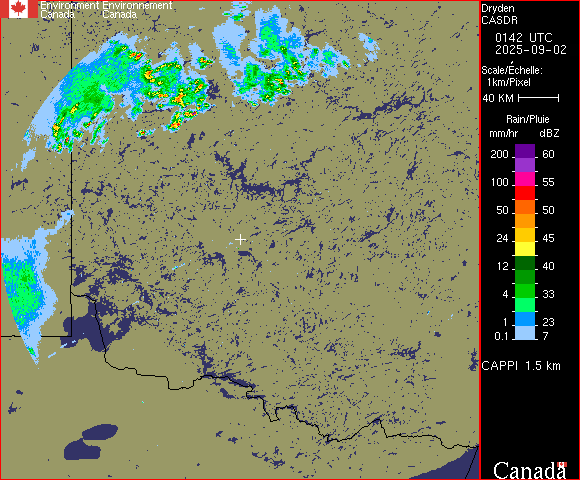 Environment Environnement
Canada Canada
Dryden
CASDR
0142 UTC
2025-09-02
Scale/Echelle:
1km/Pixel
40 KM
Rain/Pluie
mm/hr dBZ
200 60
100 55
50 50
24 45
12 40
4 33
1 23
0.1 7
CAPPI 1.5 km
Canada